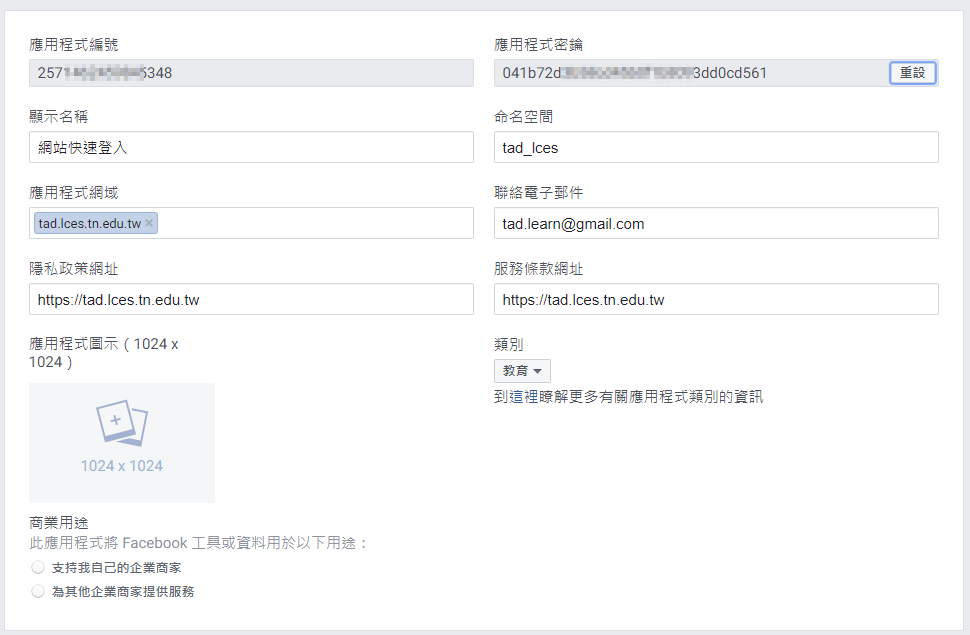 應用程式編號
應用程式密鑰
2571
5348
041b72d
3dd0cd561
重設
顯示名稱
命名空間
網站快速登入
tad_lces
應用程式網域
聯絡電子郵件
tad.lces.tn.edu.tw ×
tad.learn@gmail.com
隱私政策網址
服務條款網址
https://tad.lces.tn.edu.tw
https://tad.lces.tn.edu.tw
應用程式圖示（1024 x
1024）
類別
教育
到這裡瞭解更多有關應用程式類別的資訊
1024 x 1024
商業用途
此應用程式將 Facebook 工具或資料用於以下用途：
支持我自己的企業商家
為其他企業商家提供服務